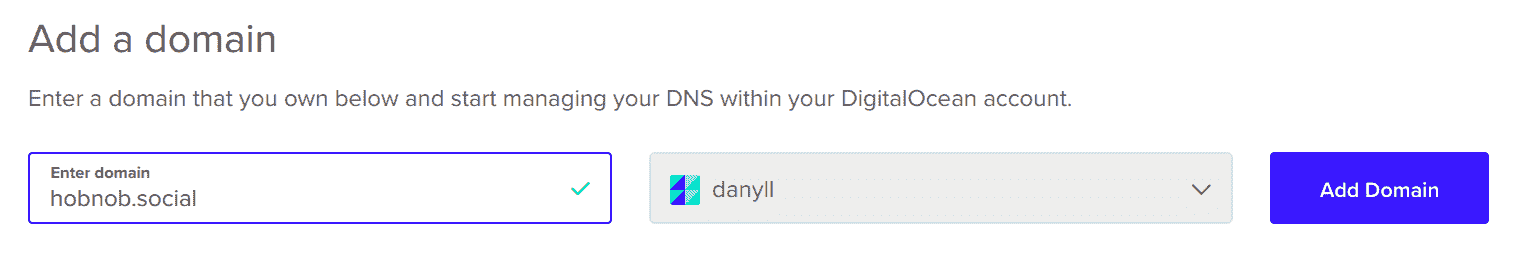 Add a domain
Enter a domain that you own below and start managing your DNS within your DigitalOcean account.
Enter domain
hobnob.social
danyll
Add Domain